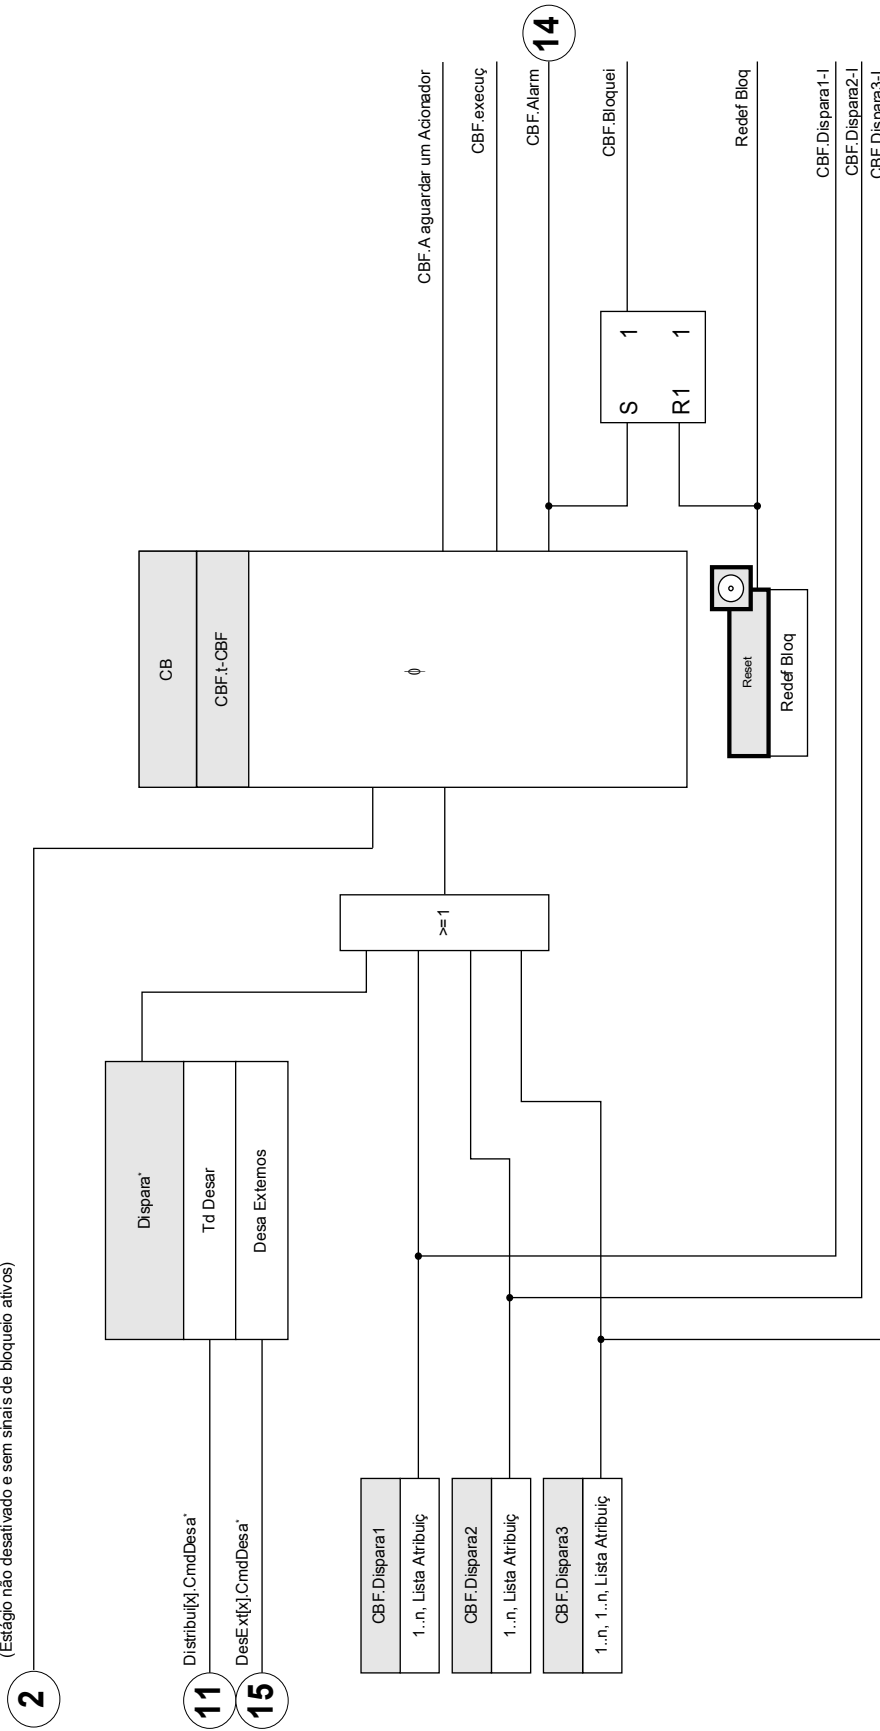 (Estágio não desativado e sem sinais de bloqueio ativos)
2
Distribui[x].CmdDesa*
11
DesExt[x].CmdDesa*
15
Dispara*
Td Desar
Desa Externos
CBF.Dispara1
1..n, Lista Atribuiç
CBF.Dispara2
1..n, Lista Atribuiç
CBF.Dispara3
1..n, 1..n, Lista Atribuiç
>=1
CB
CBF.t-CBF
ϕ
CBF.A aguardar um Acionador
CBF.execuç
CBF.Alarm
14
S 1
R1 1
CBF.Bloquei
Reset
Redef Bloq
Redef Bloq
CBF.Dispara1-I
CBF.Dispara2-I
CBF.Dispara3-I